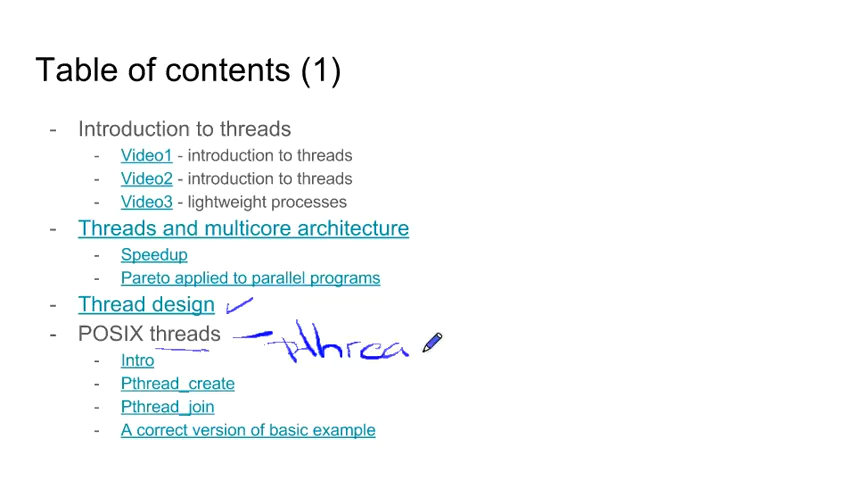 Table of contents (1)
- Introduction to threads
- Video1 - introduction to threads
- Video2 - introduction to threads
- Video3 - lightweight processes
- Threads and multicore architecture
- Speedup
- Pareto applied to parallel programs
- Thread design
- POSIX threads - pthrea
- Intro
- Pthread_create
- Pthread_join
- A correct version of basic example